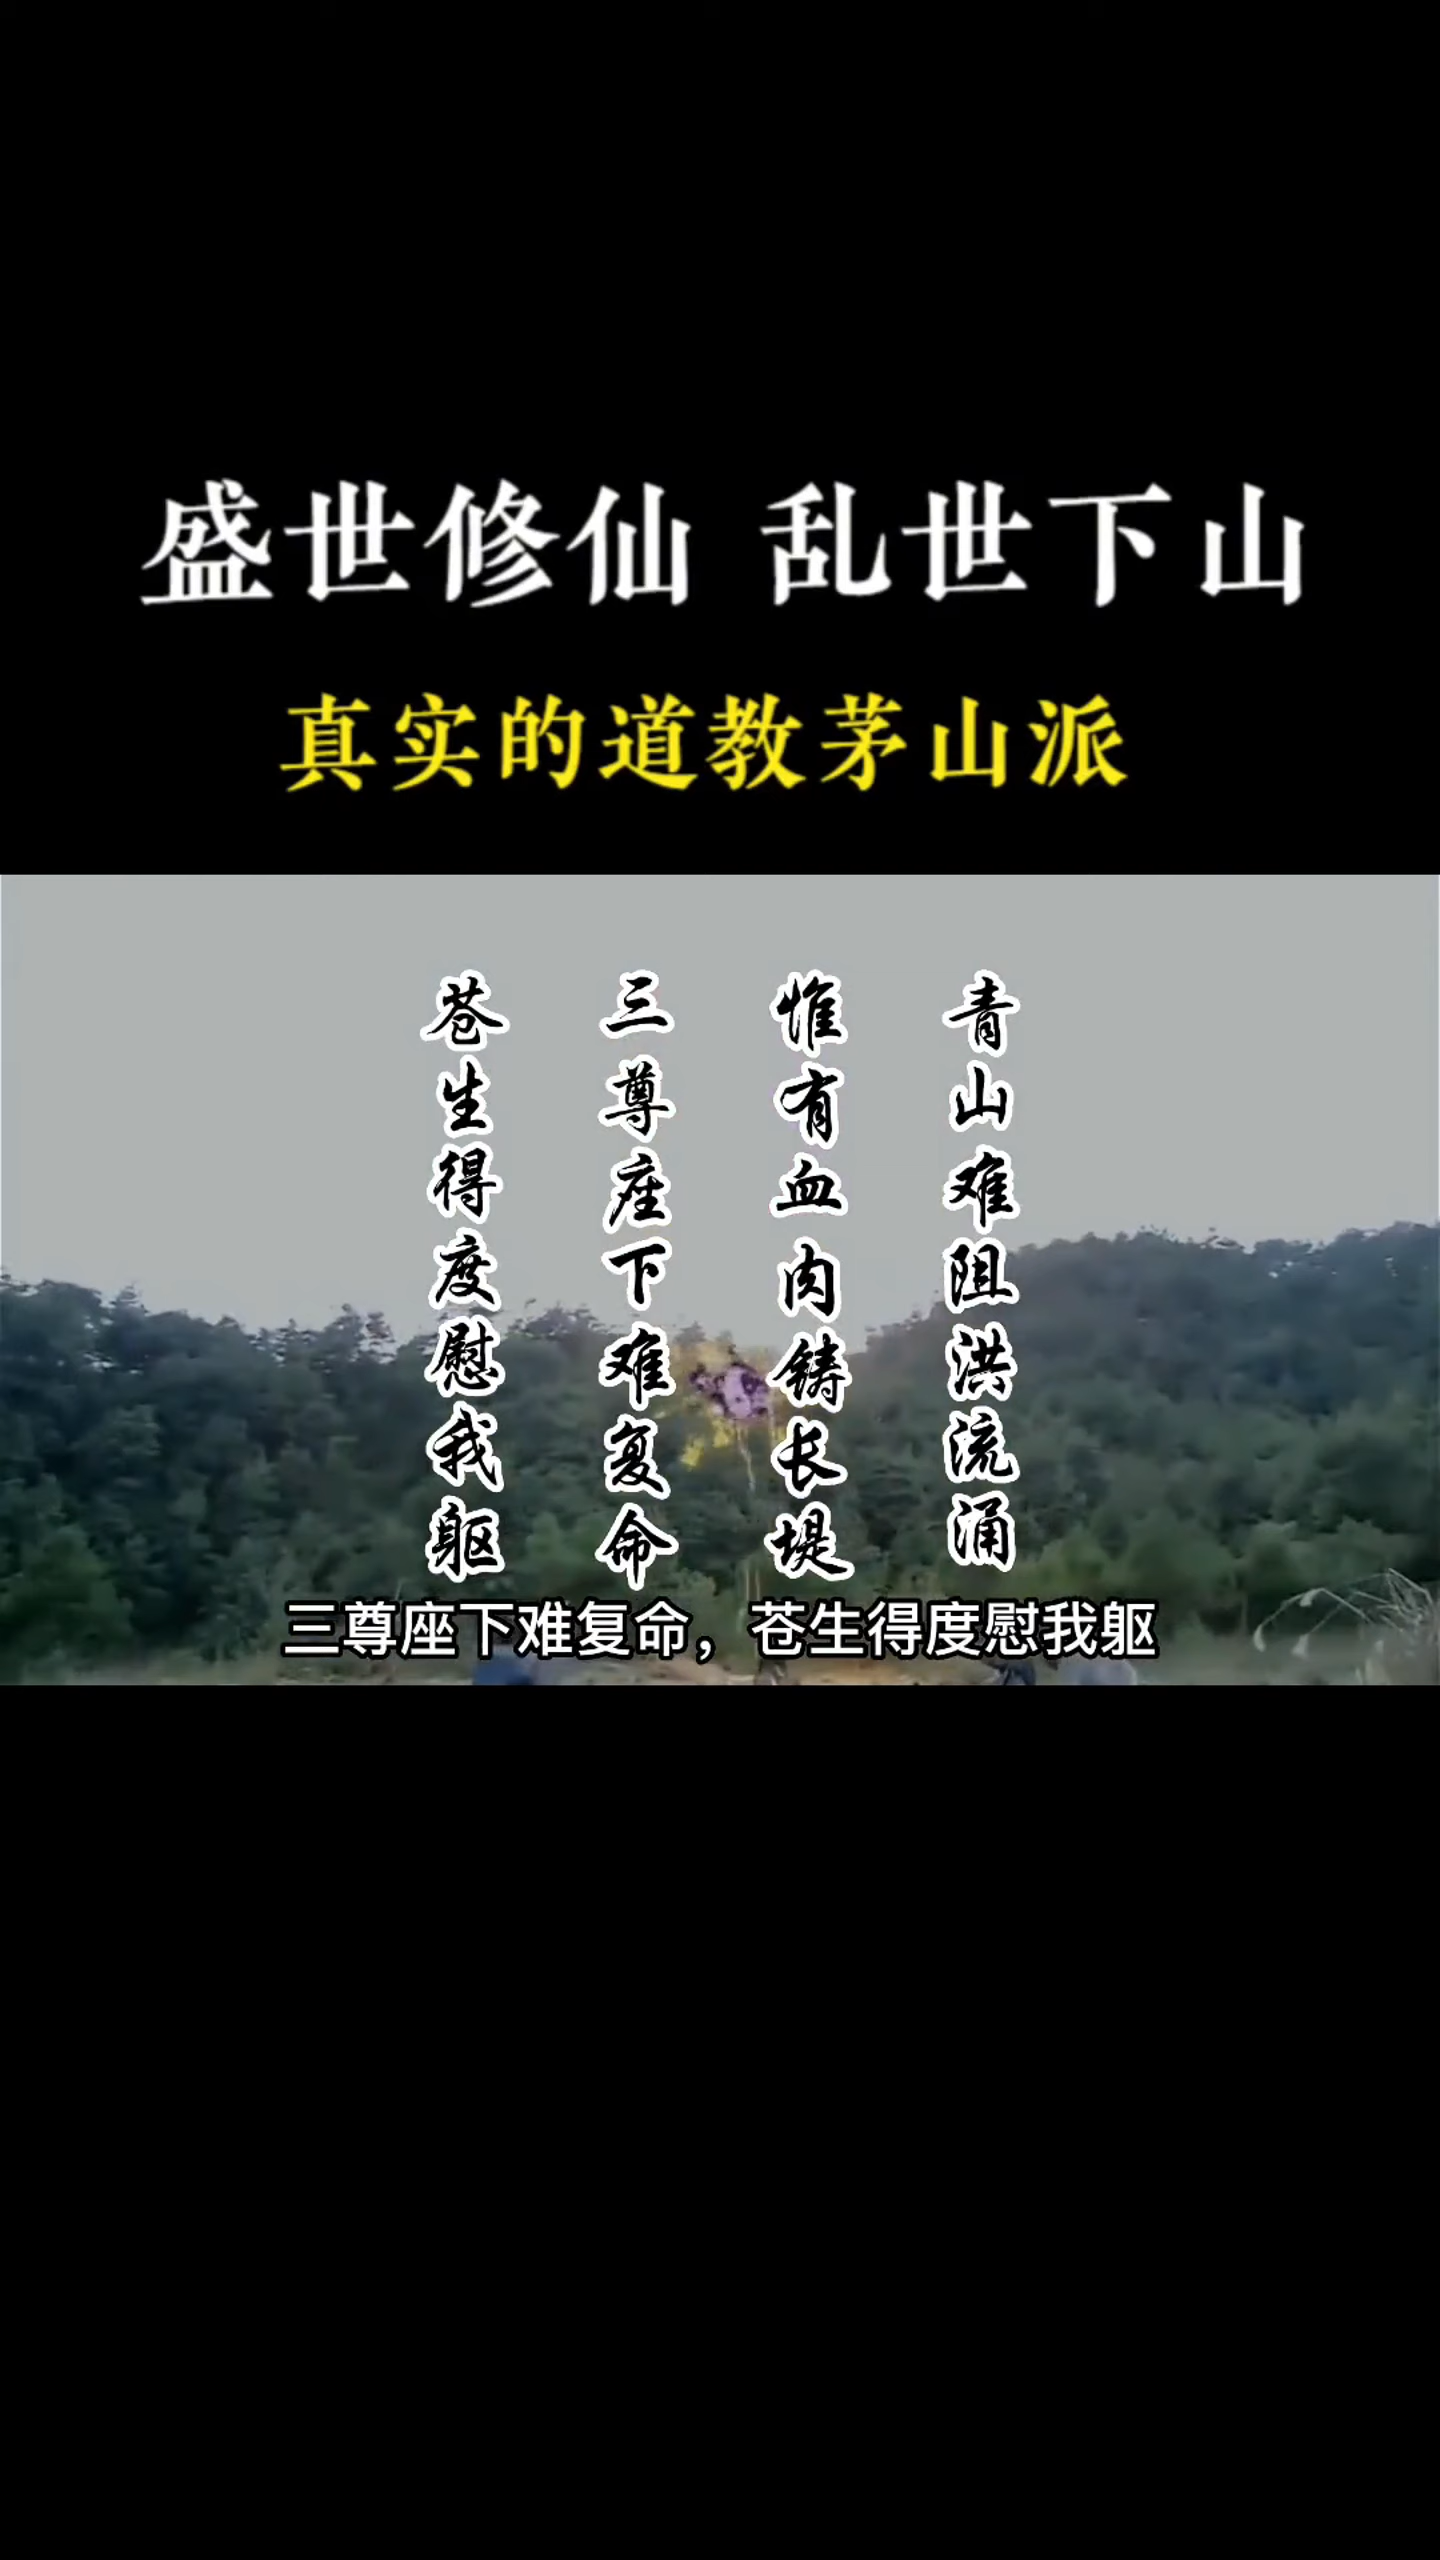 盛世修仙 乱世下山
真实的道教茅山派
青山难阻洪流涌
惟有血肉铸长堤
三尊座下难复命
苍生得度慰我躯
三尊座下难复命，苍生得度慰我躯